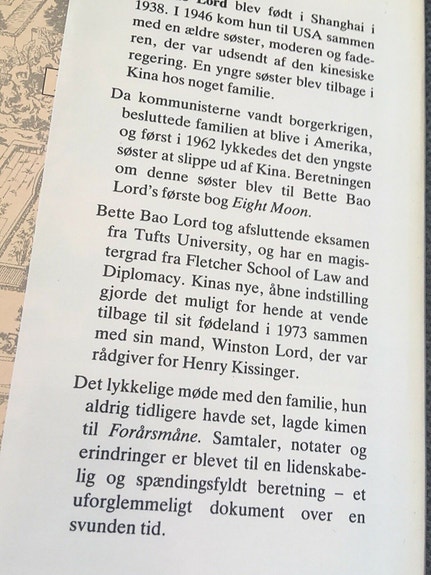 Lord blev født i Shanghai i
1938. I 1946 kom hun til USA sammen
med en ældre søster, moderen og fade-
ren, der var udsendt af den kinesiske
regering. En yngre søster blev tilbage i
Kina hos noget familie.
Da kommunisterne vandt borgerkrigen,
besluttede familien at blive i Amerika,
og først i 1962 lykkedes det den yngste
søster at slippe ud af Kina. Beretningen
om denne søster blev til Bette Bao
Lord's første bog Eight Moon.
Bette Bao Lord tog afsluttende eksamen
fra Tufts University, og har en magis-
tergrad fra Fletcher School of Law and
Diplomacy. Kinas nye, åbne indstilling
gjorde det muligt for hende at vende
tilbage til sit fødeland i 1973 sammen
med sin mand, Winston Lord, der var
rådgiver for Henry Kissinger.
Det lykkelige møde med den familie, hun
aldrig tidligere havde set, lagde kimen
til Forårsmåne. Samtaler, notater og
erindringer er blevet til en lidenskabe-
lig og spændingsfyldt beretning – et
uforglemmeligt dokument over en
svunden tid.